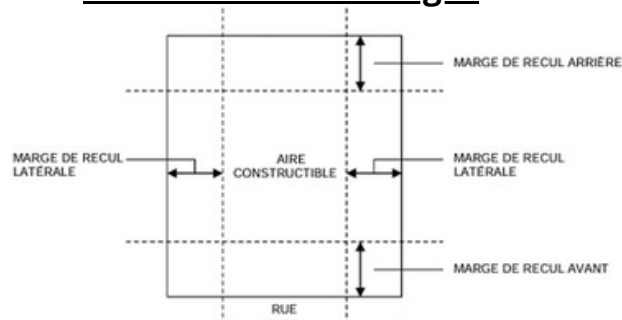 MARGE DE RECUL ARRIÈRE
MARGE DE RECUL
LATÉRALE
AIRE
CONSTRUCTIBLE
MARGE DE RECUL
LATÉRALE
MARGE DE RECUL AVANT
RUE